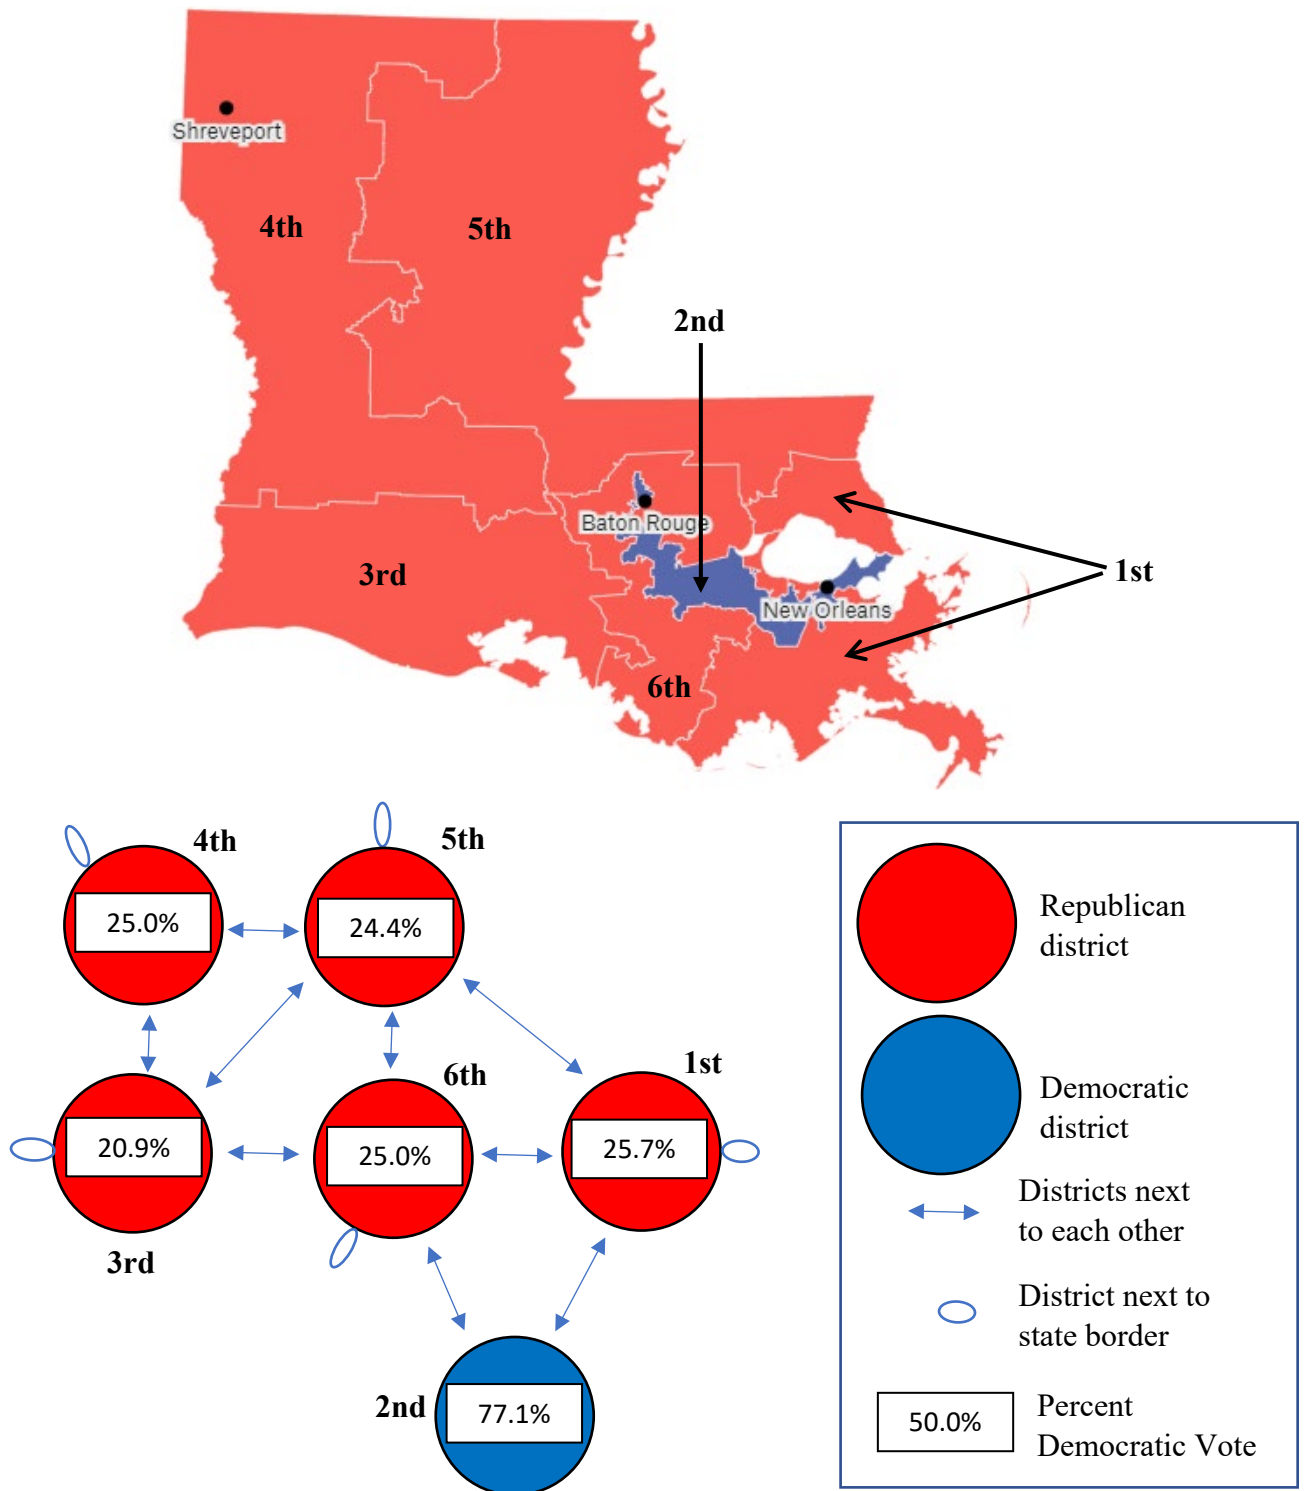 Shreveport
4th
5th
2nd
Baton Rouge
3rd
1st
New Orleans
6th
4th
5th
25.0%
24.4%
6th
1st
20.9%
25.0%
25.7%
3rd
2nd
77.1%
Republican
district
Democratic
district
Districts next
to each other
District next to
state border
50.0%
Percent
Democratic Vote